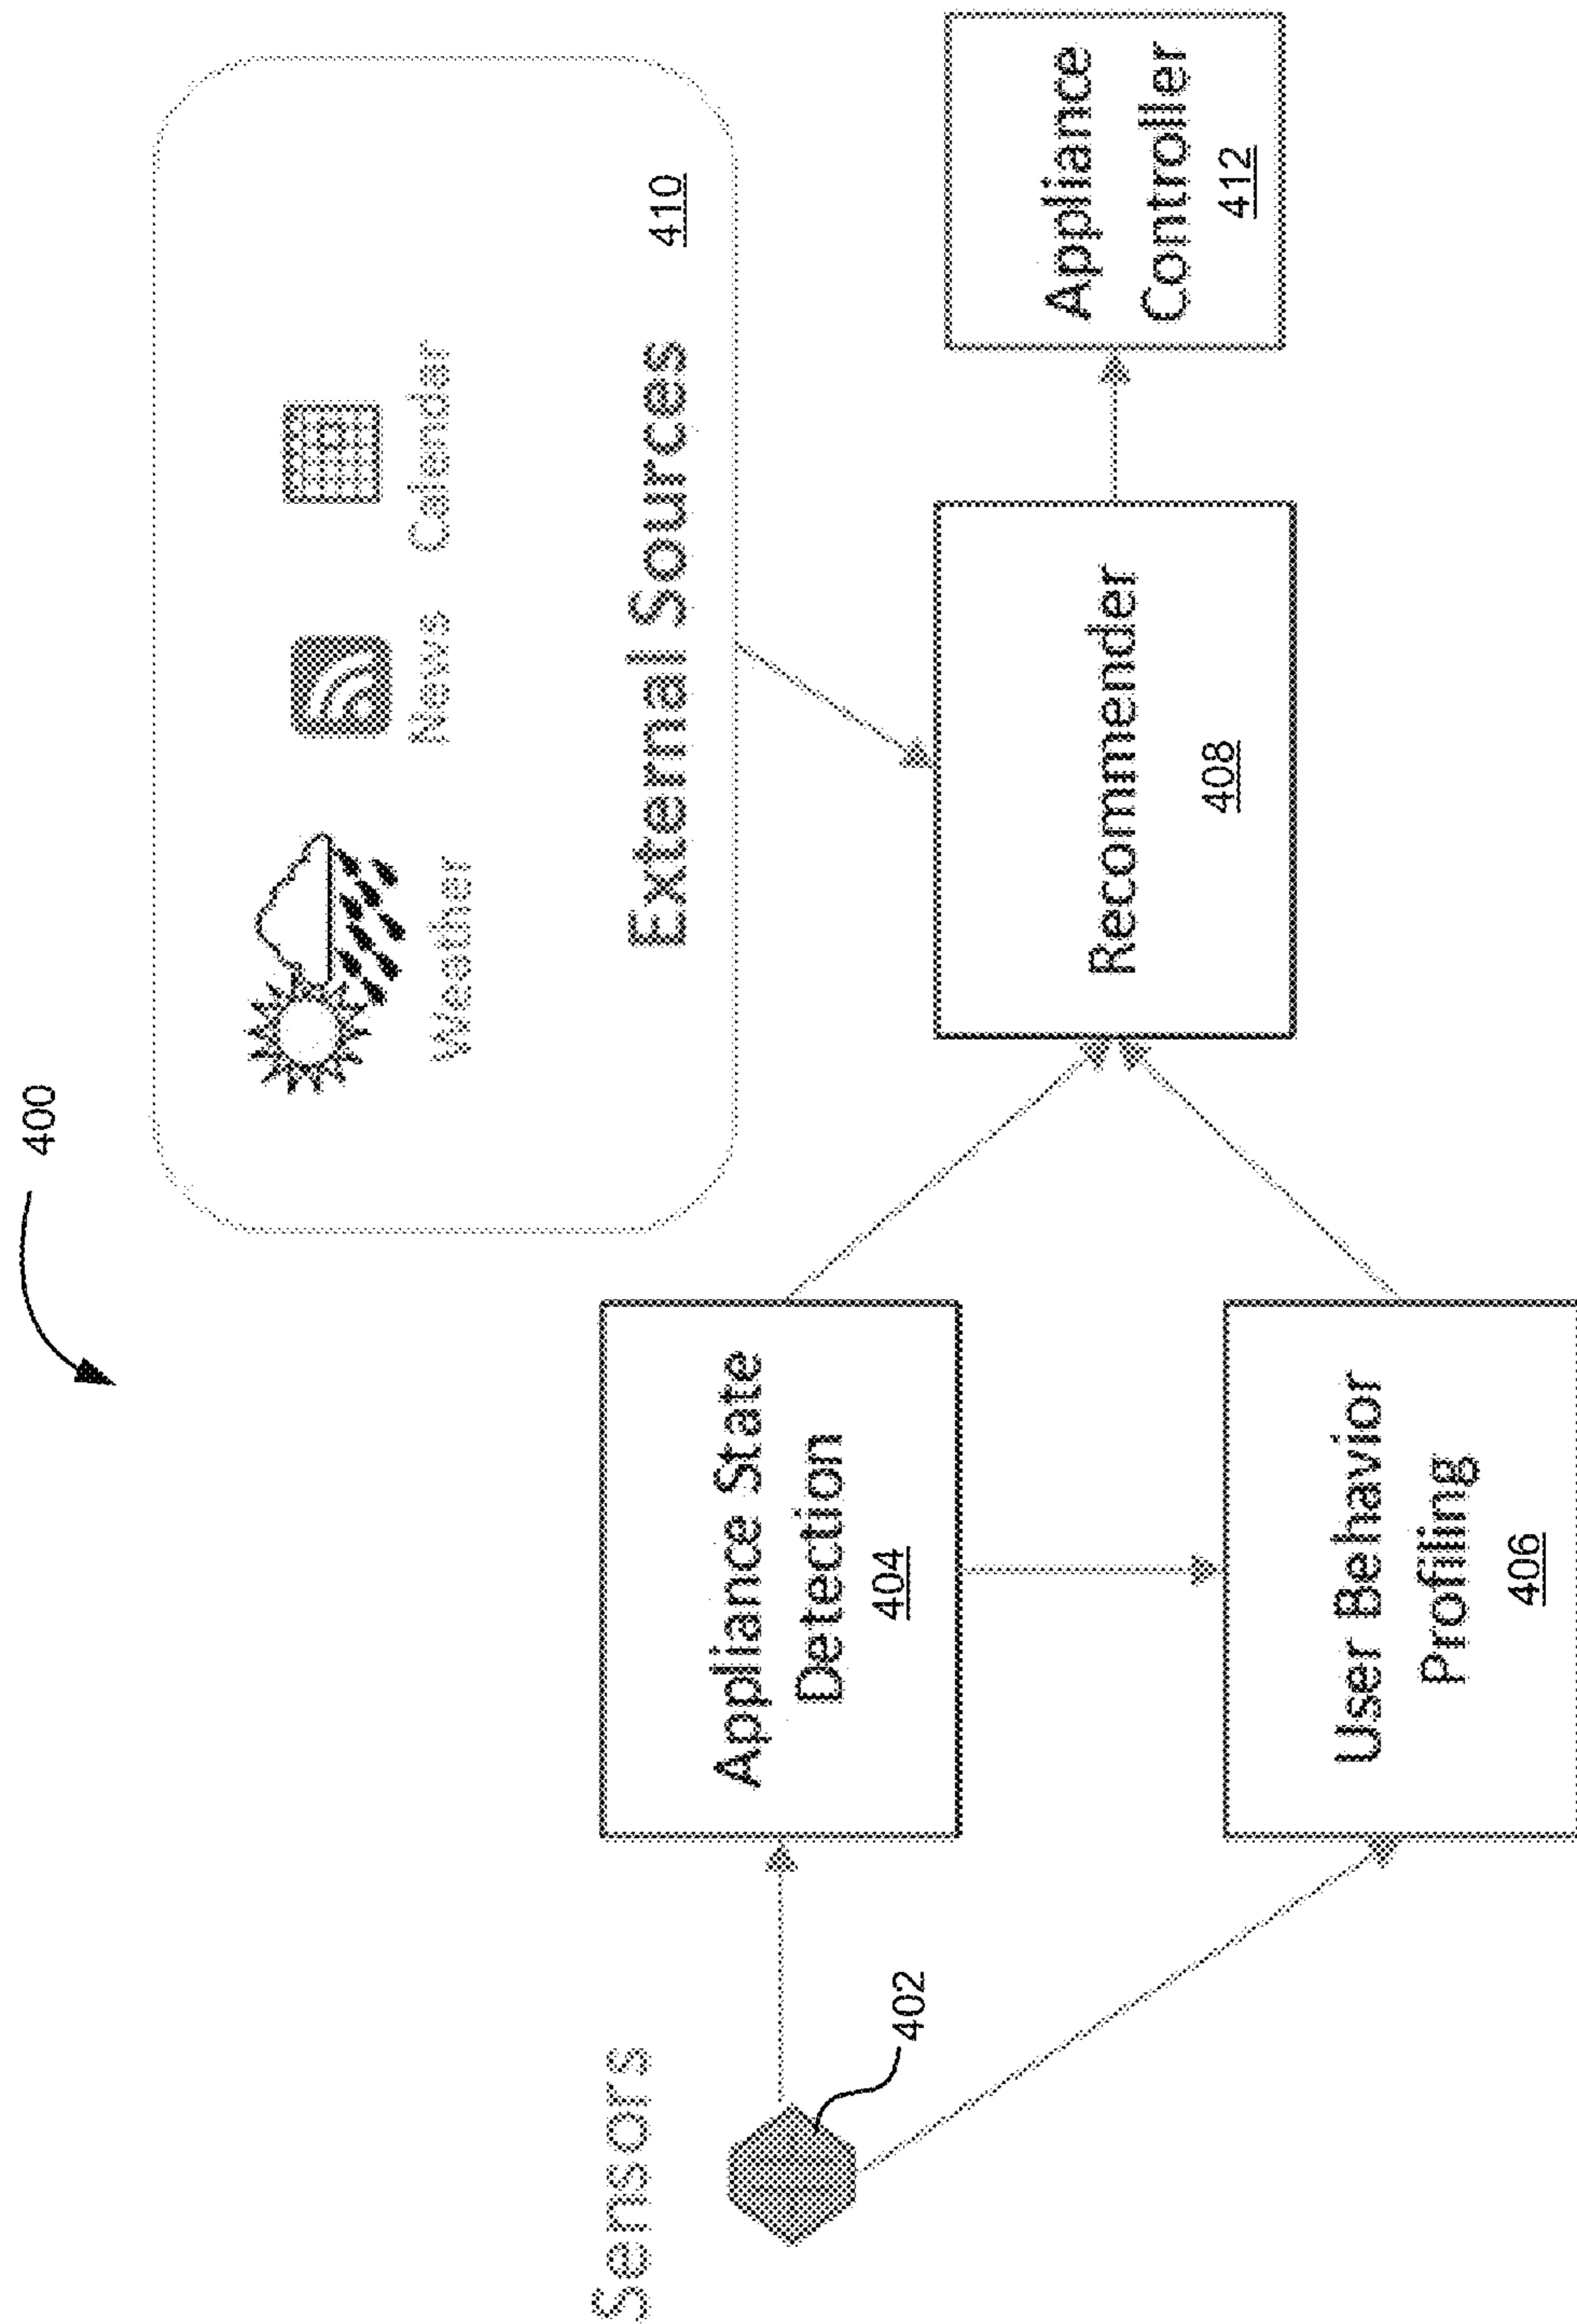 400
Weather
News
Calendar
External Sources
410
Sensors
402
Appliance State
Detection
404
User Behavior
Profiling
406
Recommender
408
Appliance
Controller
412